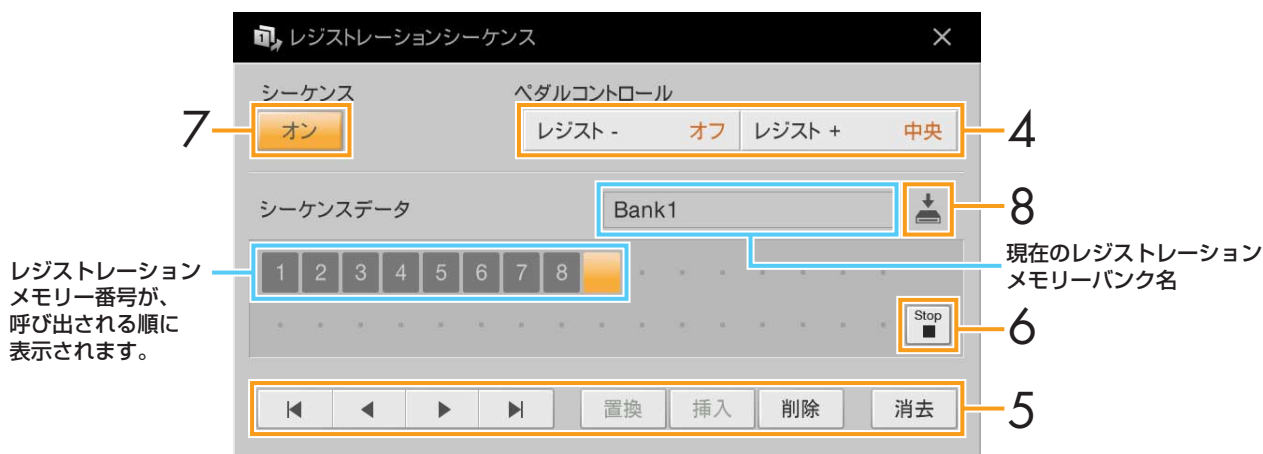 レジストレーションシーケンス
シーケンス
ペダルコントロール
7
オン
レジスト - オフ レジスト + 中央
4
シーケンスデータ
Bank1
8
レジストレーション
メモリー番号が、
呼び出される順に
表示されます。
1 2 3 4 5 6 7 8
現在のレジストレーション
メモリーバンク名
Stop
6
置換 挿入 削除 消去
5